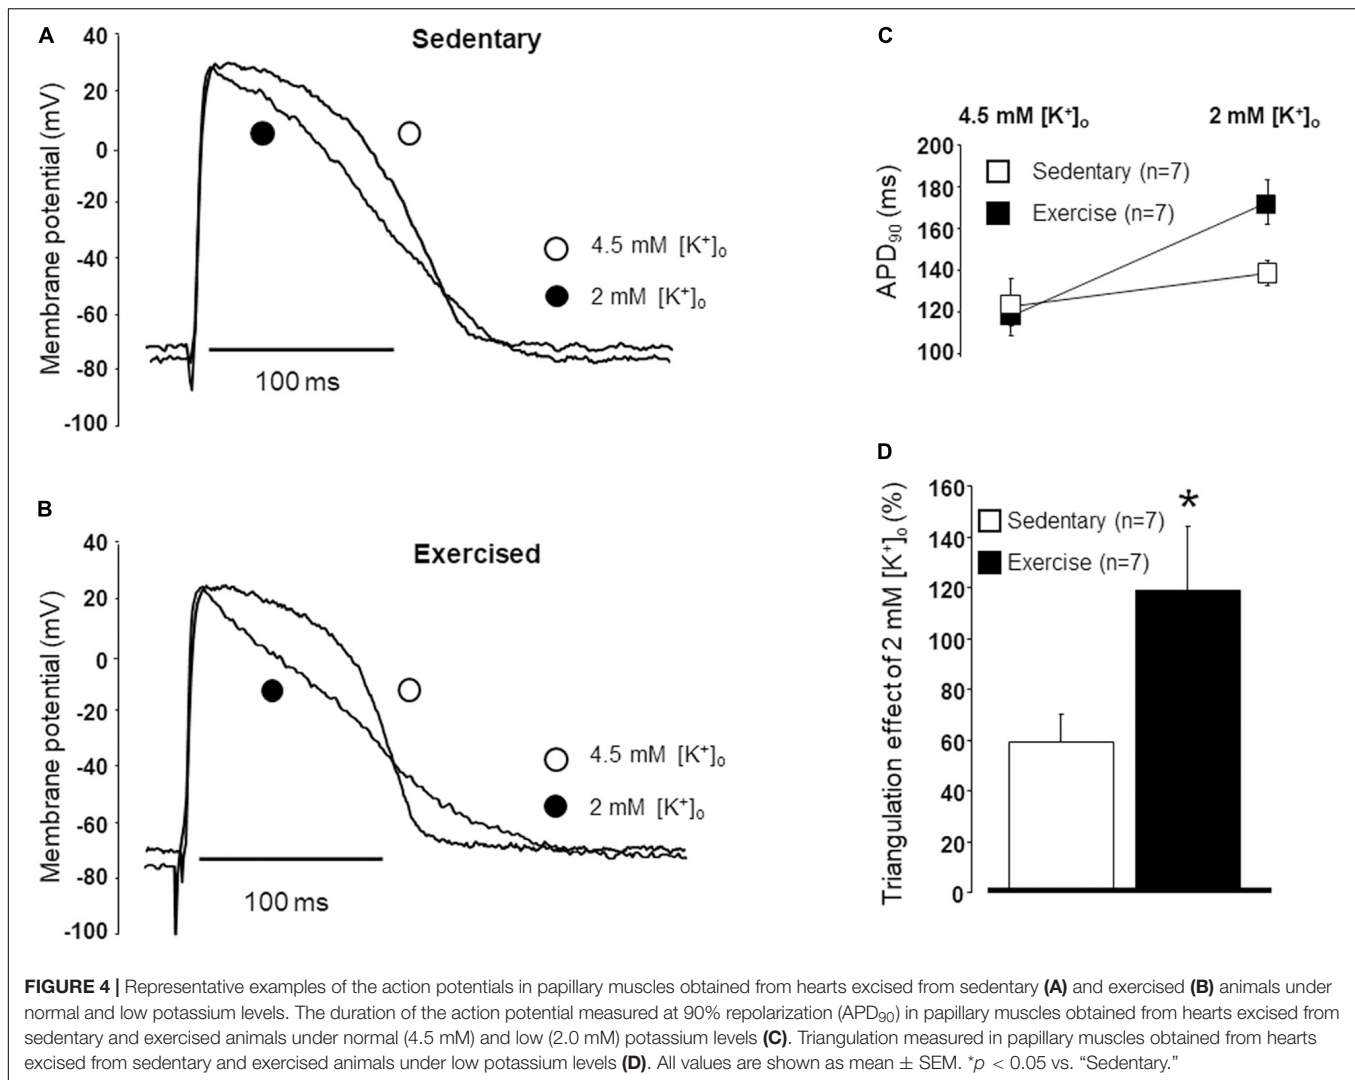 A
Sedentary
Membrane potential (mV)
40
20
0
-20
-40
-60
-80
-100
4.5 mM [K⁺]₀
2 mM [K⁺]₀
100 ms
B
Exercised
Membrane potential (mV)
40
20
0
-20
-40
-60
-80
-100
4.5 mM [K⁺]₀
2 mM [K⁺]₀
100 ms
C
4.5 mM [K⁺]₀
2 mM [K⁺]₀
APD₉₀ (ms)
200
180
160
140
120
100
Sedentary (n=7)
Exercise (n=7)
D
Triangulation effect of 2 mM [K⁺]₀ (%)
160
140
120
100
80
60
40
20
0
Sedentary (n=7)
Exercise (n=7)
*
FIGURE 4 | Representative examples of the action potentials in papillary muscles obtained from hearts excised from sedentary (A) and exercised (B) animals under
normal and low potassium levels. The duration of the action potential measured at 90% repolarization (APD₉₀) in papillary muscles obtained from hearts excised from
sedentary and exercised animals under normal (4.5 mM) and low (2.0 mM) potassium levels (C). Triangulation measured in papillary muscles obtained from hearts
excised from sedentary and exercised animals under low potassium levels (D). All values are shown as mean ± SEM. *p < 0.05 vs. “Sedentary.”